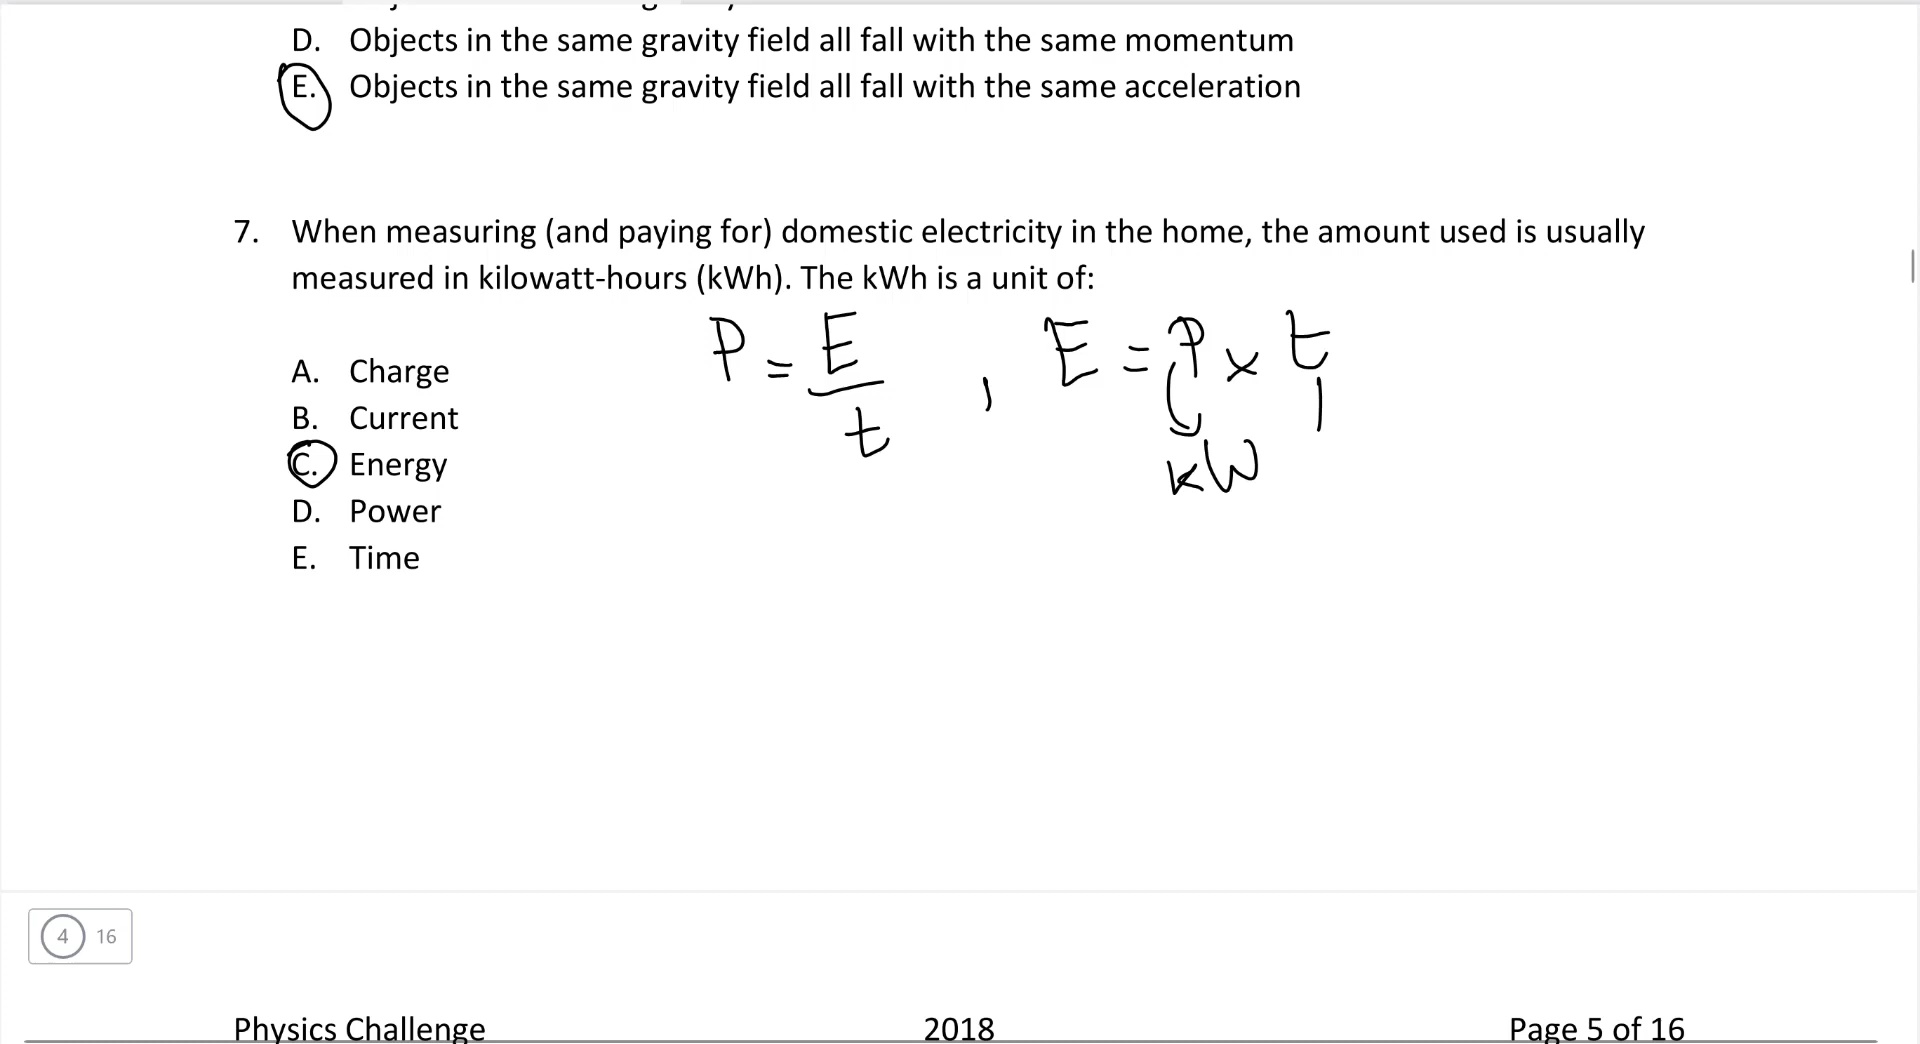 D. Objects in the same gravity field all fall with the same momentum
E. Objects in the same gravity field all fall with the same acceleration
7. When measuring (and paying for) domestic electricity in the home, the amount used is usually
measured in kilowatt-hours (kWh). The kWh is a unit of:
P = E / t , E = P x t
kW
A. Charge
B. Current
C. Energy
D. Power
E. Time
4 16
Physics Challenge 2018 Page 5 of 16